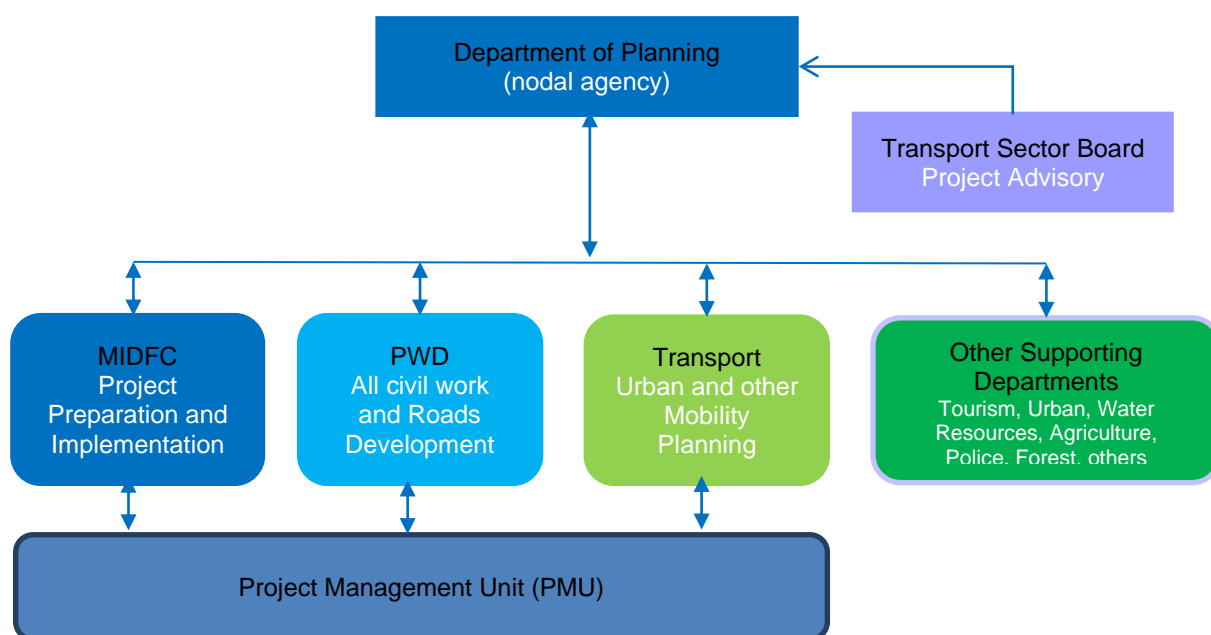 Department of Planning
(nodal agency)
Transport Sector Board
Project Advisory
MIDFC
Project
Preparation and
Implementation
PWD
All civil work
and Roads
Development
Transport
Urban and other
Mobility
Planning
Other Supporting
Departments
Tourism, Urban, Water
Resources, Agriculture,
Police, Forest, others
Project Management Unit (PMU)